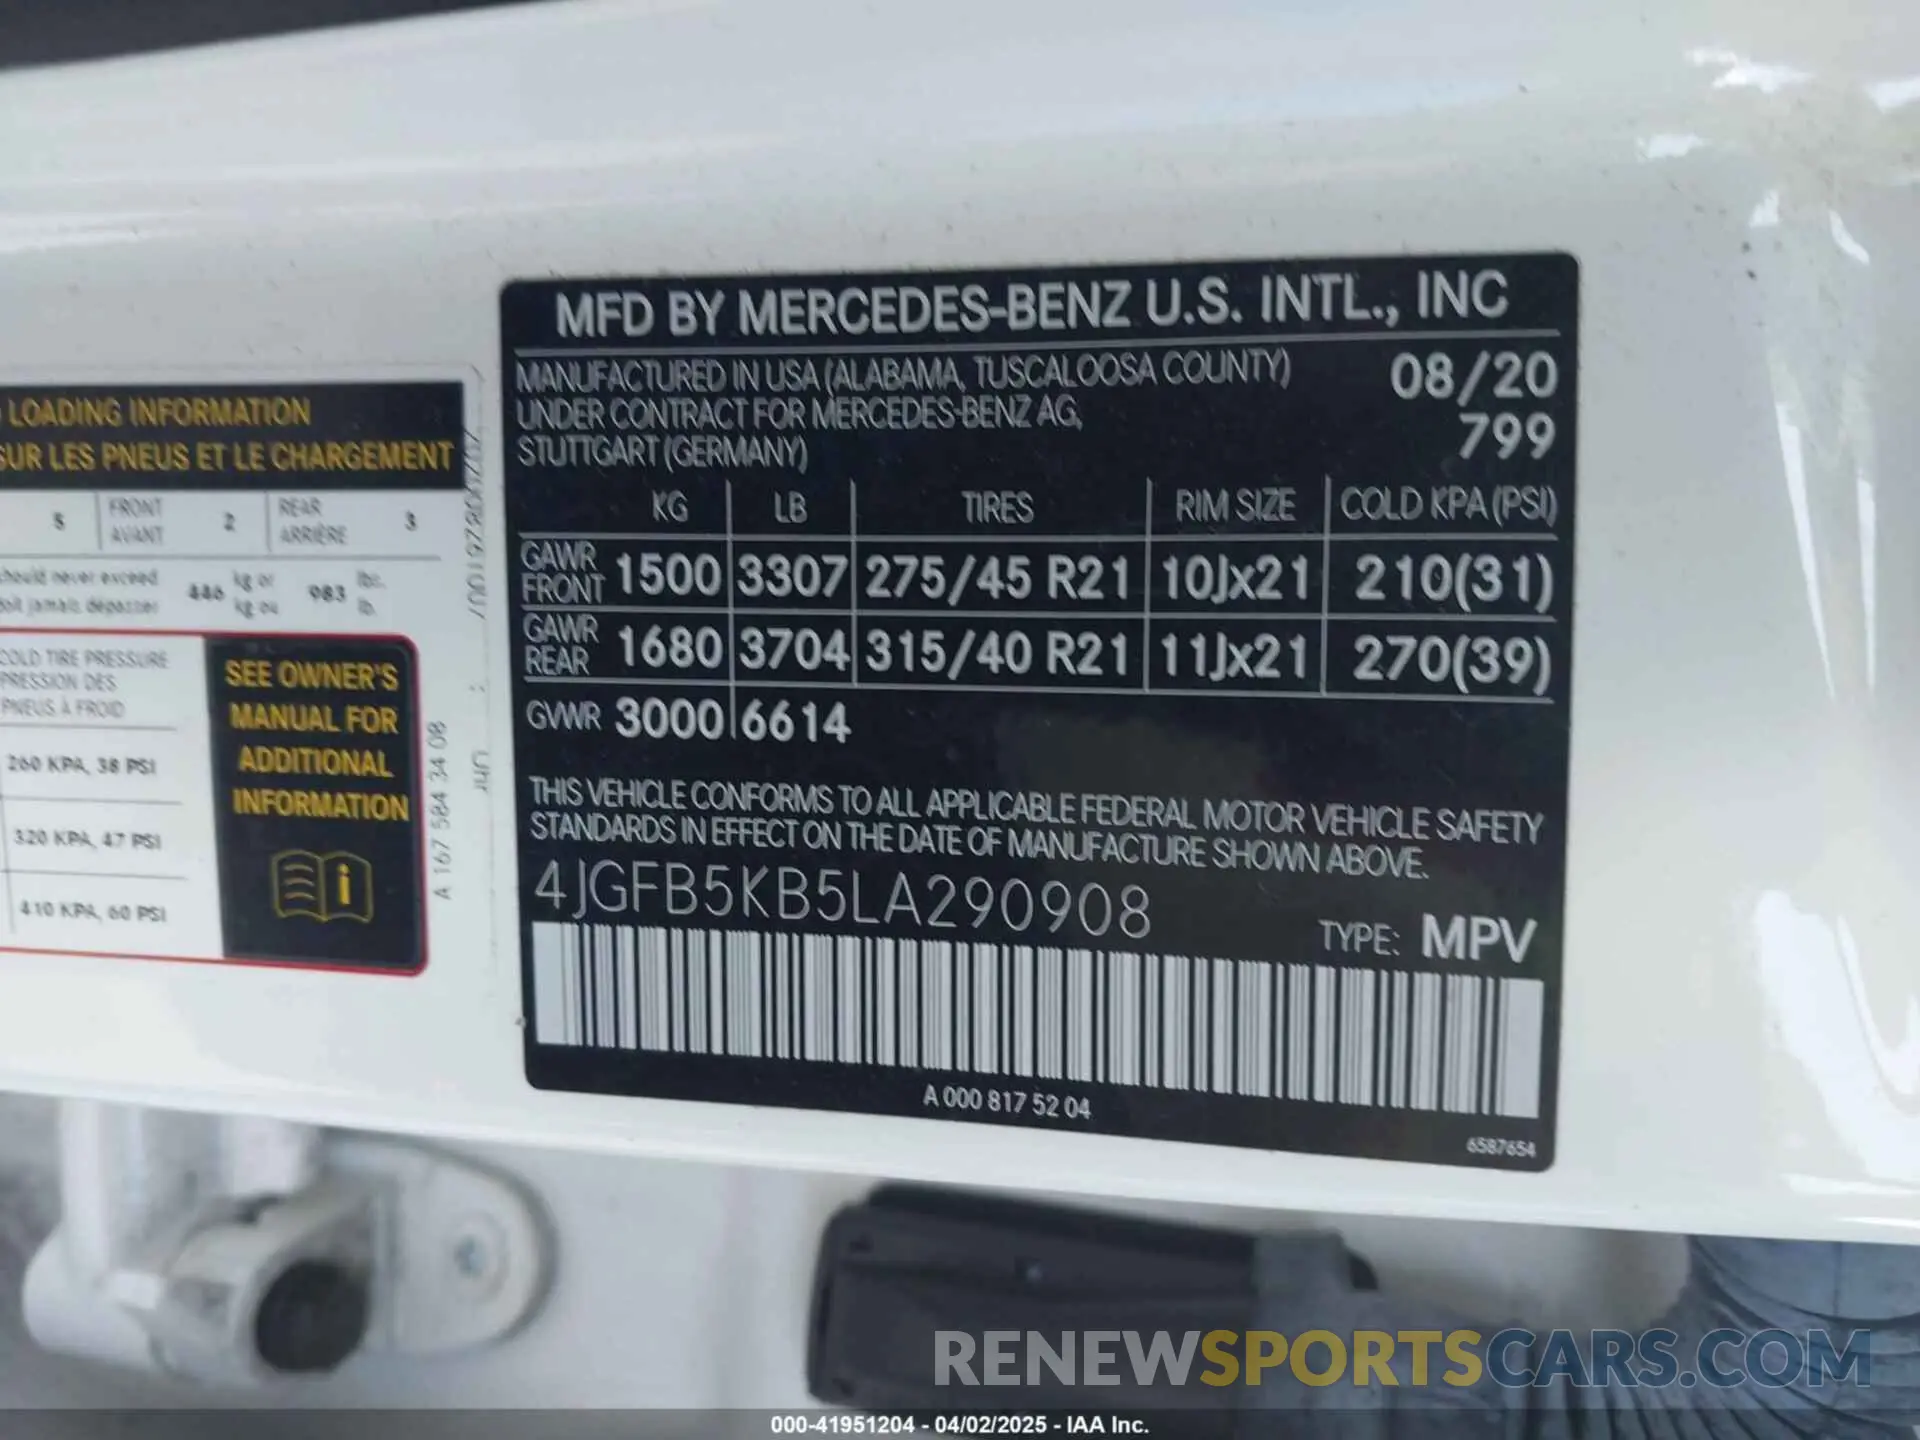 LOADING INFORMATION
SUR LES PNEUS ET LE CHARGEMENT
5 FRONT AVANT 2 REAR ARRIÈRE 3
should never exceed 446 kg or 983 lbs.
doit jamais dépasser kg ou lb.
COLD TIRE PRESSURE
PRESSION DES
PNEUS À FROID
260 KPA, 38 PSI
320 KPA, 47 PSI
410 KPA, 60 PSI
SEE OWNER'S
MANUAL FOR
ADDITIONAL
INFORMATION
i
A 167 584 34 08
MFD BY MERCEDES-BENZ U.S. INTL., INC
MANUFACTURED IN USA (ALABAMA, TUSCALOOSA COUNTY) 08/20
UNDER CONTRACT FOR MERCEDES-BENZ AG, 799
STUTTGART (GERMANY)
KG LB TIRES RIM SIZE COLD KPA (PSI)
GAWR FRONT 1500 3307 275/45 R21 10Jx21 210(31)
GAWR REAR 1680 3704 315/40 R21 11Jx21 270(39)
GVWR 3000 6614
THIS VEHICLE CONFORMS TO ALL APPLICABLE FEDERAL MOTOR VEHICLE SAFETY
STANDARDS IN EFFECT ON THE DATE OF MANUFACTURE SHOWN ABOVE.
4JGFB5KB5LA290908
TYPE: MPV
A 000 817 52 04
6587654
RENEWSPORTSCARS.COM
000-41951204 - 04/02/2025 - IAA Inc.